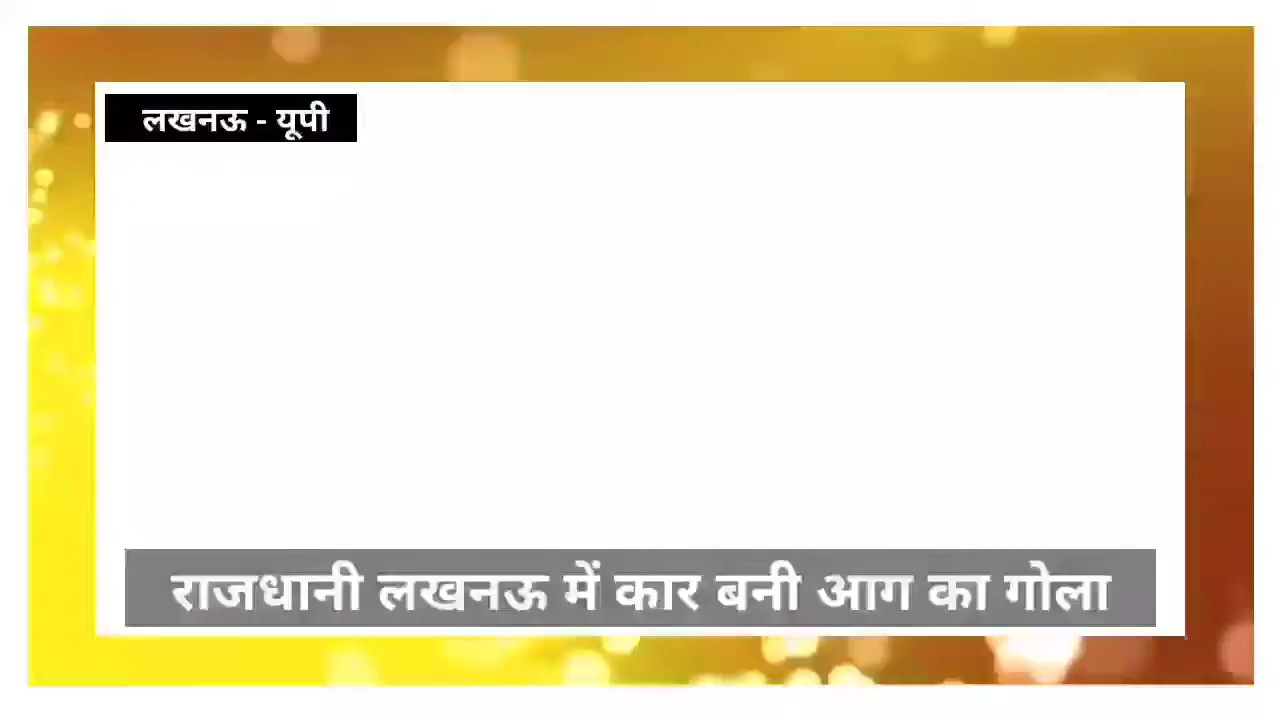 लखनऊ - यूपी
राजधानी लखनऊ में कार बनी आग का गोला